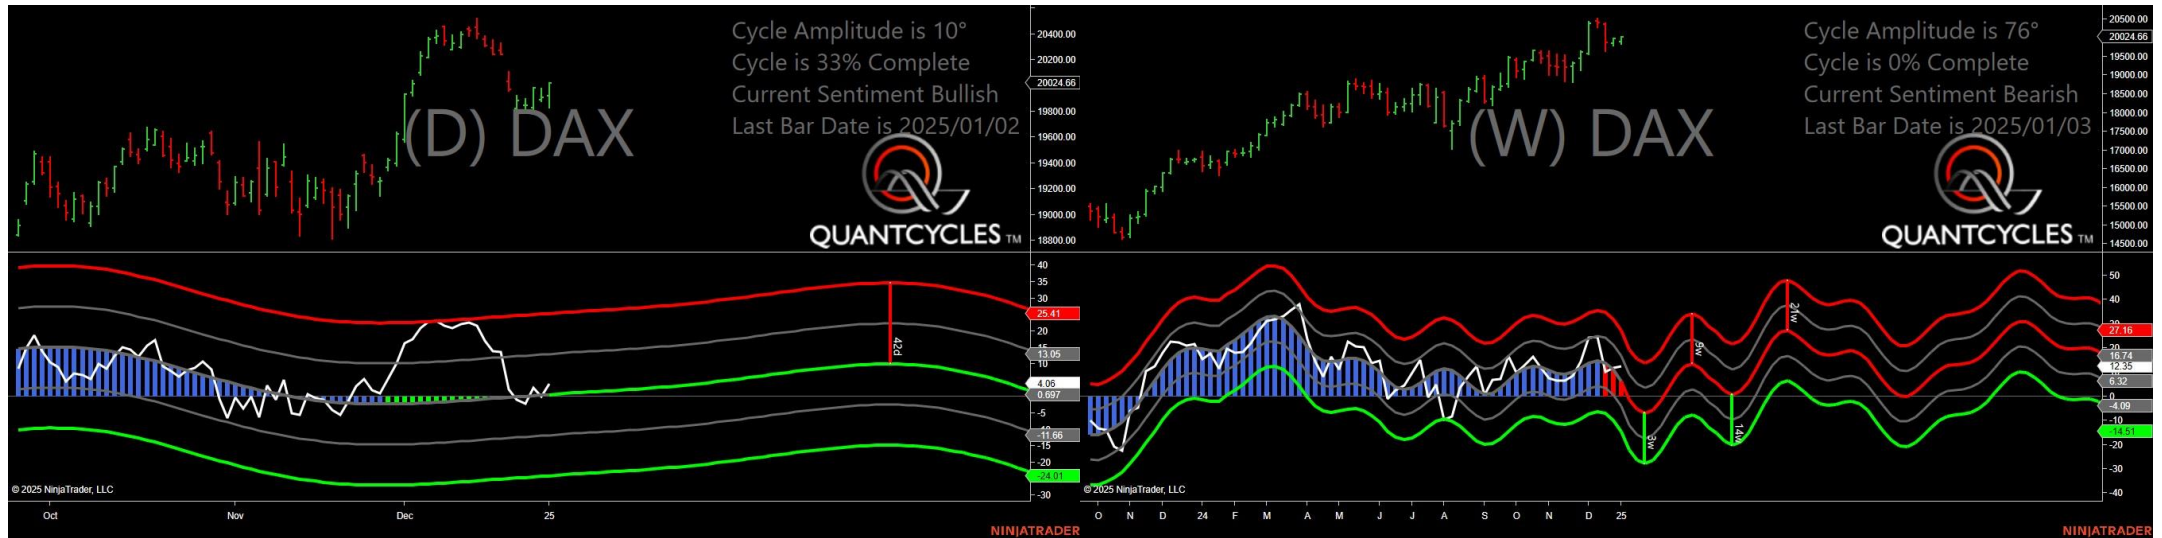 Cycle Amplitude is 10°
Cycle is 33% Complete
Current Sentiment Bullish
Last Bar Date is 2025/01/02
(D) DAX
QUANTCYCLES TM
20400.00
20200.00
20024.66
19800.00
19600.00
19400.00
19200.00
19000.00
18800.00
40
35
30
25.41
20
15
13.05
4.06
0.697
-5
-11.66
-15
-20
-24.01
-30
42d
© 2025 NinjaTrader, LLC
Oct
Nov
Dec
25
NINJATRADER
Cycle Amplitude is 76°
Cycle is 0% Complete
Current Sentiment Bearish
Last Bar Date is 2025/01/03
(W) DAX
QUANTCYCLES TM
20500.00
20024.66
19500.00
19000.00
18500.00
18000.00
17500.00
17000.00
16500.00
16000.00
15500.00
15000.00
14500.00
50
40
27.16
20
16.74
12.35
6.32
0
-4.09
-10
-14.51
-20
-30
-40
3w
9w
14w
21w
© 2025 NinjaTrader, LLC
O N D 24 F M A M J J A S O N D 25
NINJATRADER